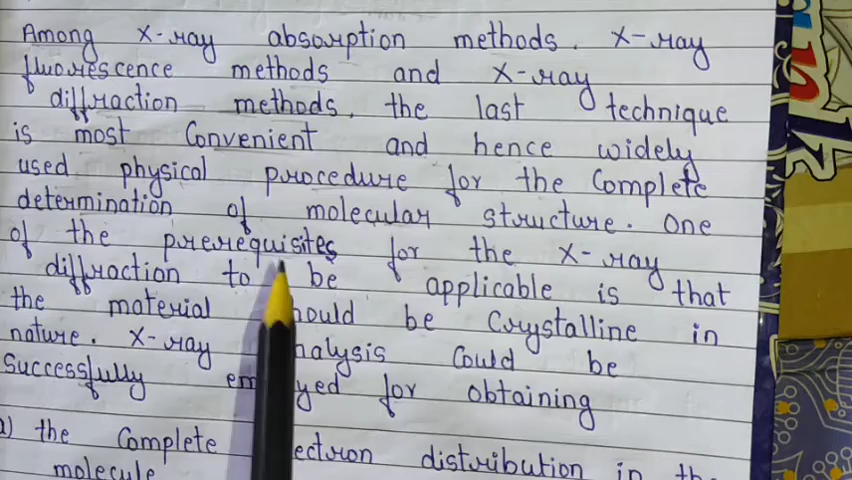 Among X-ray absorption methods. X-ray
fluorescence methods and X-ray
diffraction methods, the last technique
is most Convenient and hence widely
used physical procedure for the Complete
determination of molecular structure. One
of the prerequisites for the X-ray
diffraction to be applicable is that
the material should be Crystalline in
nature. X-ray analysis Could be
Successfully for obtaining
a) the Complete distribution in the
molecule